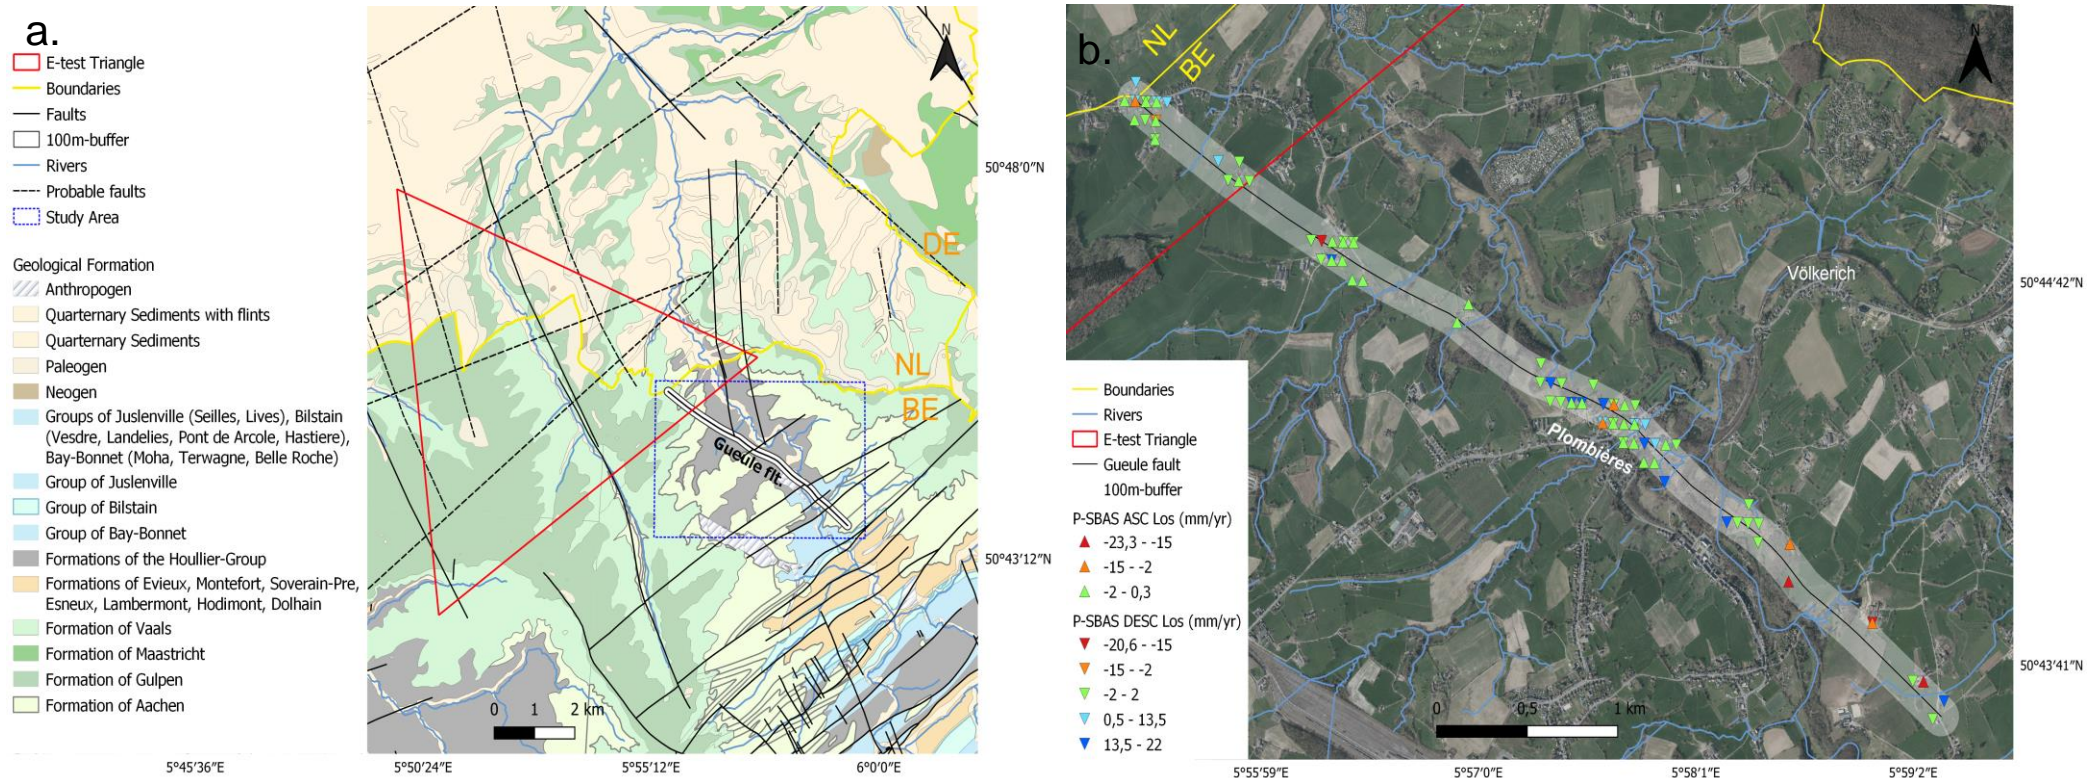 a.
E-test Triangle
Boundaries
Faults
100m-buffer
Rivers
Probable faults
Study Area
Geological Formation
Anthropogen
Quarternary Sediments with flints
Quarternary Sediments
Paleogen
Neogen
Groups of Juslenville (Seilles, Lives), Bilstain
(Vesdre, Landelies, Pont de Arcole, Hastiere),
Bay-Bonnet (Moha, Terwagne, Belle Roche)
Group of Juslenville
Group of Bilstain
Group of Bay-Bonnet
Formations of the Houllier-Group
Formations of Evieux, Montefort, Soverain-Pre,
Esneux, Lambermont, Hodimont, Dolhain
Formation of Vaals
Formation of Maastricht
Formation of Gulpen
Formation of Aachen
N
DE
NL
BE
Gueule flt.
0 1 2 km
50°48'0"N
50°43'12"N
5°45'36"E
5°50'24"E
5°55'12"E
6°0'0"E
b.
NL
BE
N
Völkerich
Plombiéres
Boundaries
Rivers
E-test Triangle
Gueule fault
100m-buffer
P-SBAS ASC Los (mm/yr)
-23,3 - -15
-15 - -2
-2 - 0,3
P-SBAS DESC Los (mm/yr)
-20,6 - -15
-15 - -2
-2 - 2
0,5 - 13,5
13,5 - 22
0 0,5 1 km
50°44'42"N
50°43'41"N
5°55'59"E
5°57'0"E
5°58'1"E
5°59'2"E